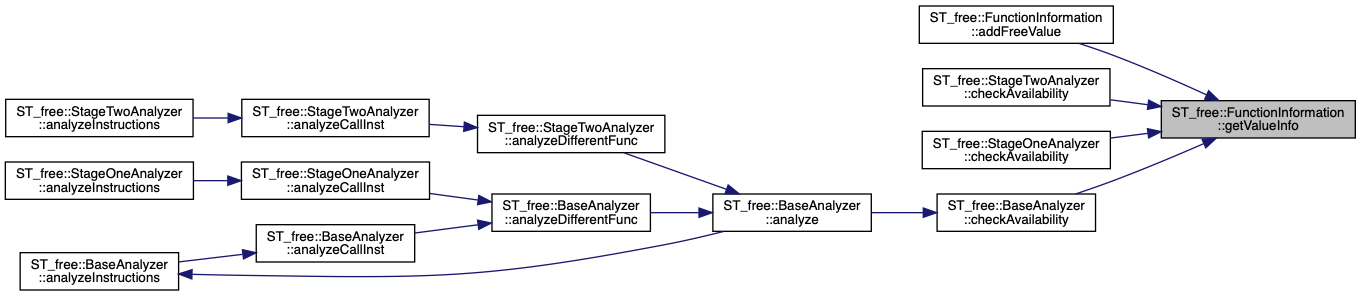 ST_free::FunctionInformation
::addFreeValue
ST_free::StageTwoAnalyzer
::checkAvailability
ST_free::FunctionInformation
::getValueInfo
ST_free::StageTwoAnalyzer
::analyzeInstructions
ST_free::StageTwoAnalyzer
::analyzeCallInst
ST_free::StageTwoAnalyzer
::analyzeDifferentFunc
ST_free::StageOneAnalyzer
::checkAvailability
ST_free::StageOneAnalyzer
::analyzeInstructions
ST_free::StageOneAnalyzer
::analyzeCallInst
ST_free::BaseAnalyzer
::analyzeDifferentFunc
ST_free::BaseAnalyzer
::analyze
ST_free::BaseAnalyzer
::checkAvailability
ST_free::BaseAnalyzer
::analyzeCallInst
ST_free::BaseAnalyzer
::analyzeInstructions